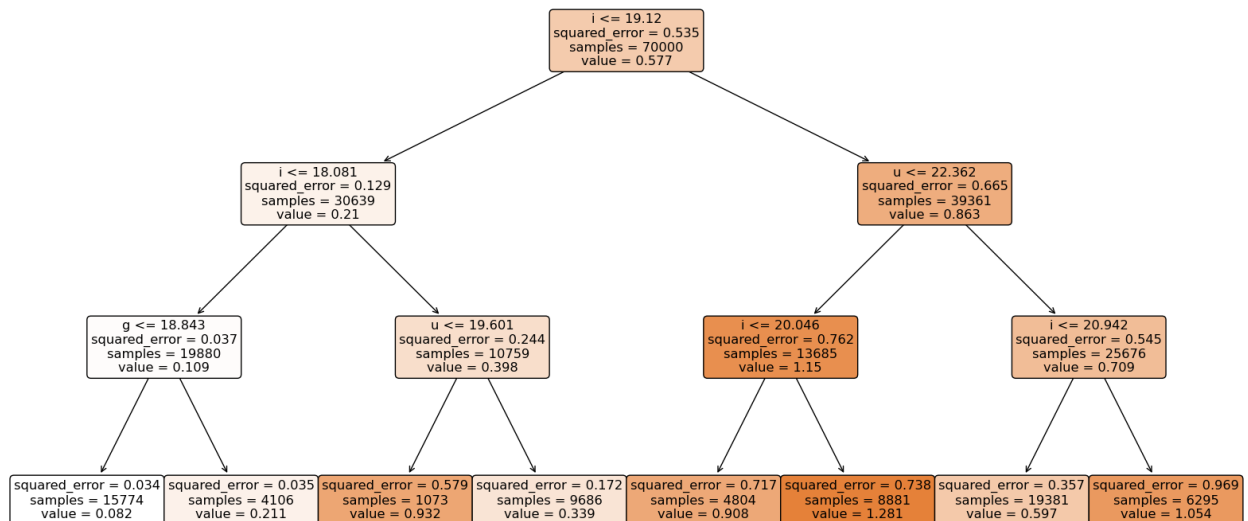 i <= 19.12
squared_error = 0.535
samples = 70000
value = 0.577
i <= 18.081
squared_error = 0.129
samples = 30639
value = 0.21
u <= 22.362
squared_error = 0.665
samples = 39361
value = 0.863
g <= 18.843
squared_error = 0.037
samples = 19880
value = 0.109
u <= 19.601
squared_error = 0.244
samples = 10759
value = 0.398
i <= 20.046
squared_error = 0.762
samples = 13685
value = 1.15
i <= 20.942
squared_error = 0.545
samples = 25676
value = 0.709
squared_error = 0.034
samples = 15774
value = 0.082
squared_error = 0.035
samples = 4106
value = 0.211
squared_error = 0.579
samples = 1073
value = 0.932
squared_error = 0.172
samples = 9686
value = 0.339
squared_error = 0.717
samples = 4804
value = 0.908
squared_error = 0.738
samples = 8881
value = 1.281
squared_error = 0.357
samples = 19381
value = 0.597
squared_error = 0.969
samples = 6295
value = 1.054